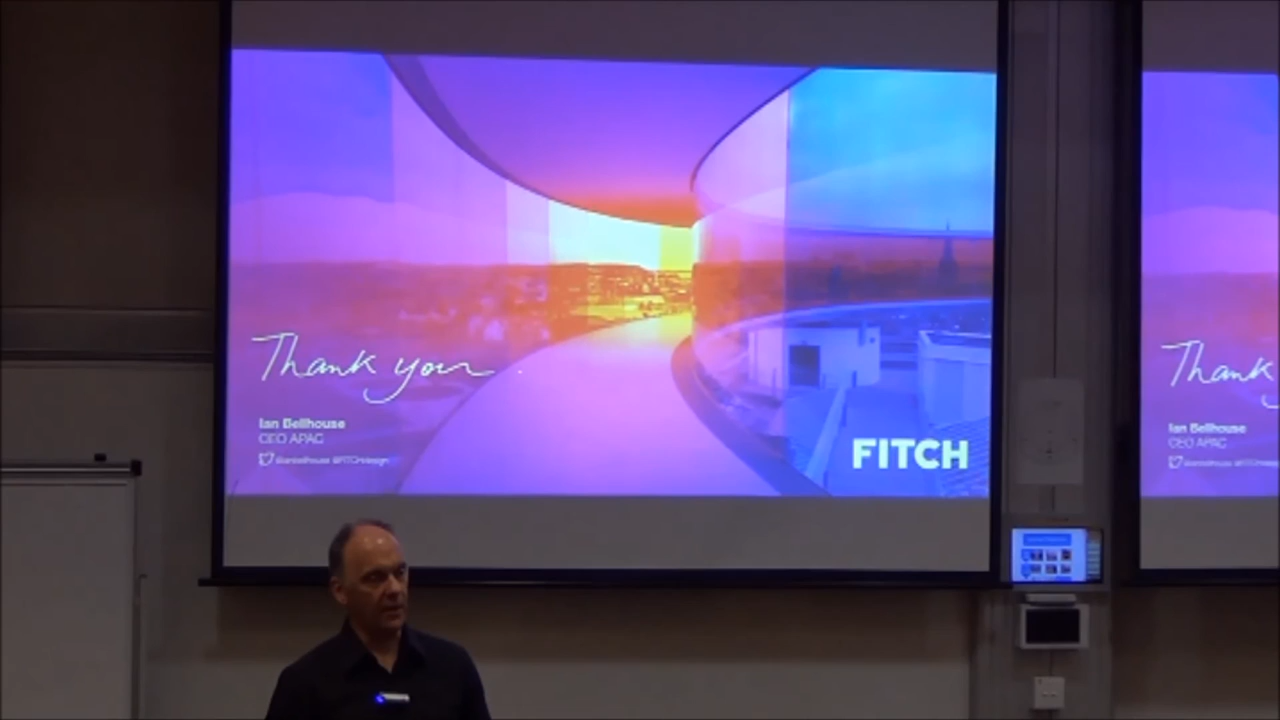 Thank you
Ian Bellhouse
CEO APAC
FITCH
Thank
Ian Bellhouse
CEO APAC